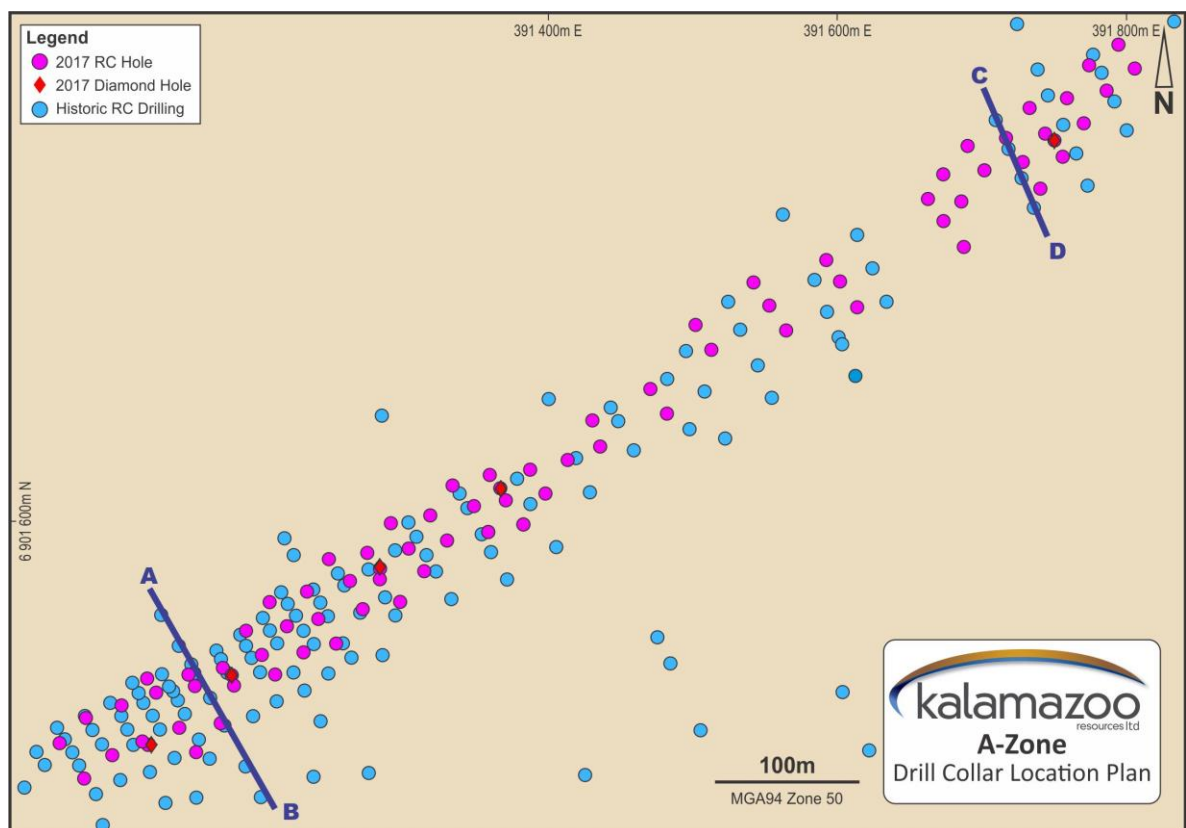 391 400m E
391 600m E
391 800m E
Legend
2017 RC Hole
2017 Diamond Hole
Historic RC Drilling
N
C
D
6 901 600m N
A
B
100m
MGA94 Zone 50
kalamazoo
resources ltd
A-Zone
Drill Collar Location Plan